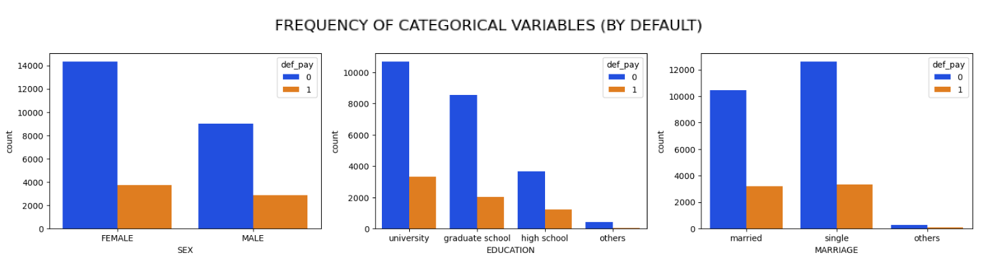 FREQUENCY OF CATEGORICAL VARIABLES (BY DEFAULT)
14000
12000
10000
8000
6000
4000
2000
0
count
def_pay
0
1
FEMALE MALE
SEX
10000
8000
6000
4000
2000
0
count
def_pay
0
1
university graduate school high school others
EDUCATION
12000
10000
8000
6000
4000
2000
0
count
def_pay
0
1
married single others
MARRIAGE